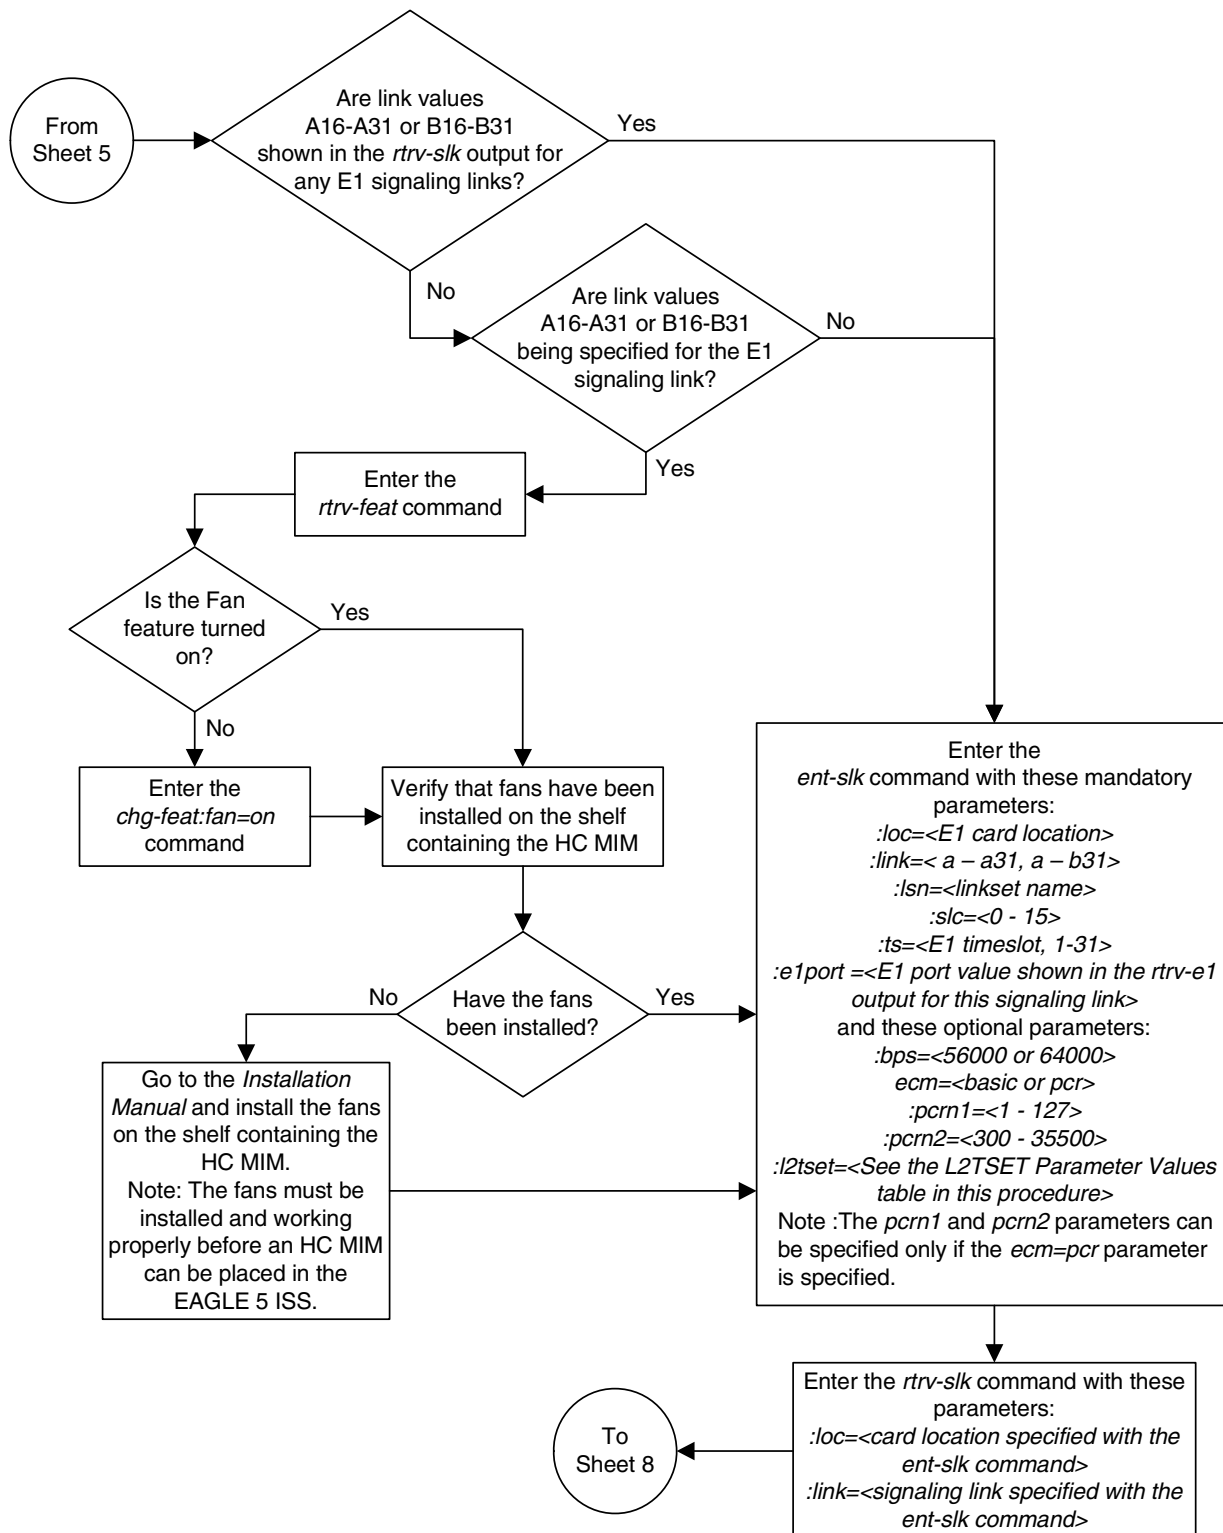 From
Sheet 5
Are link values
A16-A31 or B16-B31
shown in the rtrv-slk output for
any E1 signaling links?
Yes
No
Are link values
A16-A31 or B16-B31
being specified for the E1
signaling link?
No
Yes
Enter the
rtrv-feat command
Is the Fan
feature turned
on?
Yes
No
Enter the
chg-feat:fan=on
command
Verify that fans have been
installed on the shelf
containing the HC MIM
Have the fans
been installed?
No
Yes
Go to the Installation
Manual and install the fans
on the shelf containing the
HC MIM.
Note: The fans must be
installed and working
properly before an HC MIM
can be placed in the
EAGLE 5 ISS.
Enter the
ent-slk command with these mandatory
parameters:
:loc=<E1 card location>
:link=< a – a31, a – b31>
:lsn=<linkset name>
:slc=<0 - 15>
:ts=<E1 timeslot, 1-31>
:e1port =<E1 port value shown in the rtrv-e1
output for this signaling link>
and these optional parameters:
:bps=<56000 or 64000>
ecm=<basic or pcr>
:pcrn1=<1 - 127>
:pcrn2=<300 - 35500>
:l2tset=<See the L2TSET Parameter Values
table in this procedure>
Note :The pcrn1 and pcrn2 parameters can
be specified only if the ecm=pcr parameter
is specified.
Enter the rtrv-slk command with these
parameters:
:loc=<card location specified with the
ent-slk command>
:link=<signaling link specified with the
ent-slk command>
To
Sheet 8